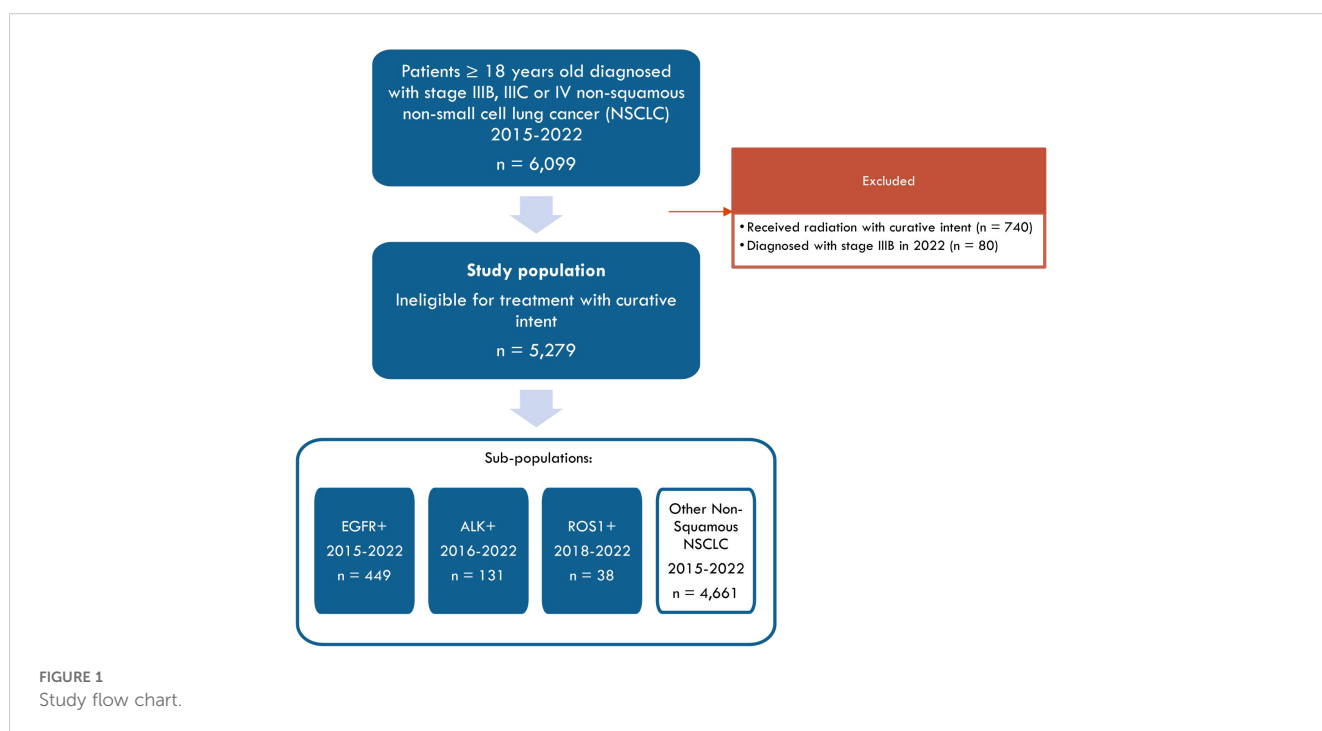 Patients ≥ 18 years old diagnosed
with stage IIIB, IIIC or IV non-squamous
non-small cell lung cancer (NSCLC)
2015-2022
n = 6,099
Excluded
• Received radiation with curative intent (n = 740)
• Diagnosed with stage IIIB in 2022 (n = 80)
Study population
Ineligible for treatment with curative
intent
n = 5,279
Sub-populations:
EGFR+
2015-2022
n = 449
ALK+
2016-2022
n = 131
ROS1+
2018-2022
n = 38
Other Non-
Squamous
NSCLC
2015-2022
n = 4,661
FIGURE 1
Study flow chart.